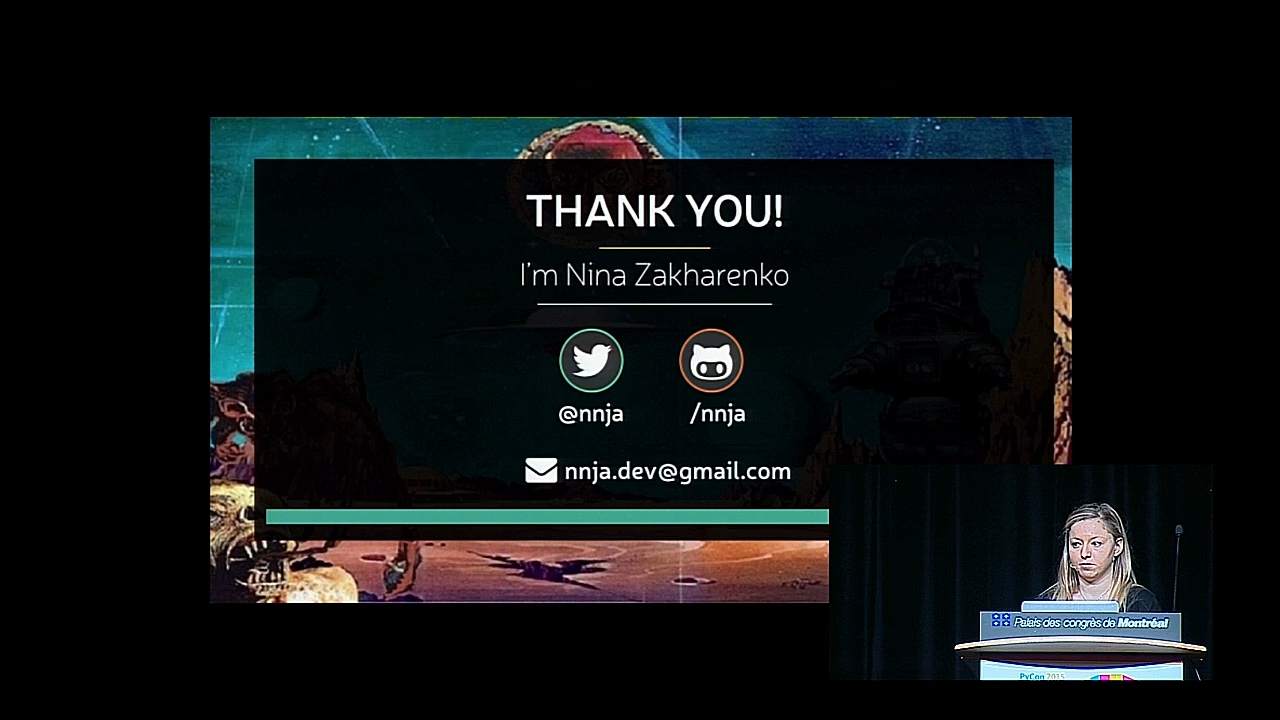 THANK YOU!
I'm Nina Zakharenko
@nnja
/nnja
nnja.dev@gmail.com
Palais des congrès de Montréal
PyCon 2015